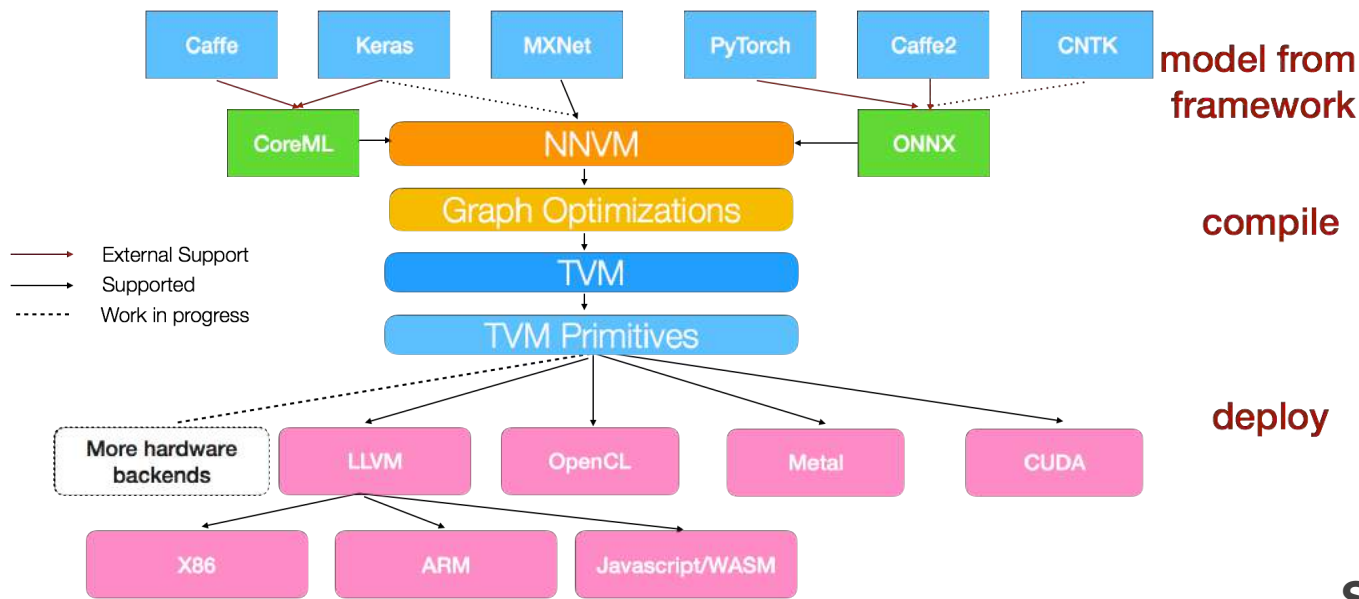 Caffe
Keras
MXNet
PyTorch
Caffe2
CNTK
model from
framework
CoreML
NNVM
ONNX
Graph Optimizations
compile
External Support
Supported
Work in progress
TVM
TVM Primitives
deploy
More hardware
backends
LLVM
OpenCL
Metal
CUDA
X86
ARM
Javascript/WASM